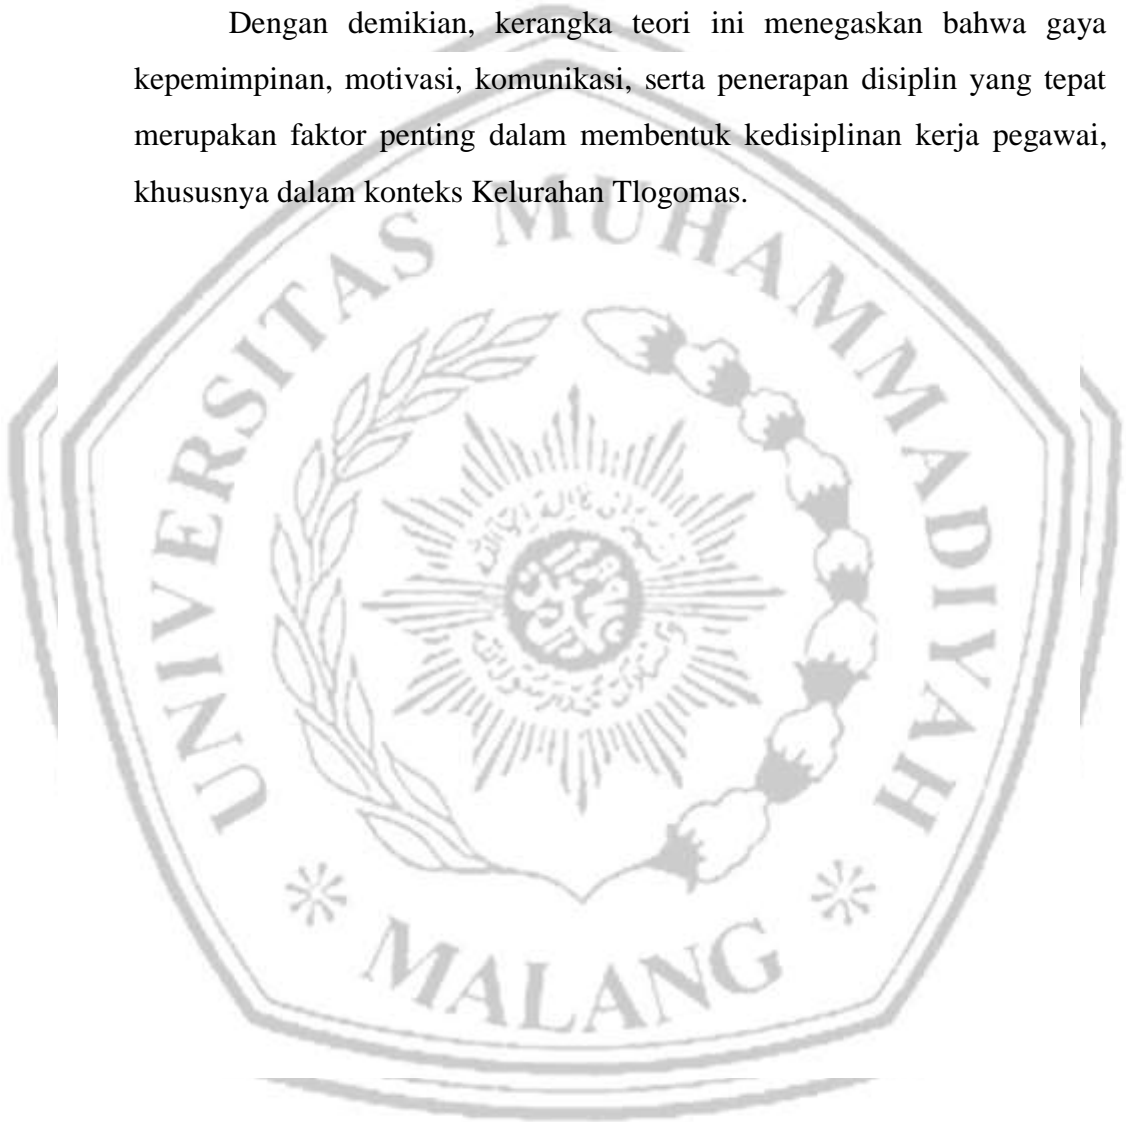 Dengan demikian, kerangka teori ini menegaskan bahwa gaya
kepemimpinan, motivasi, komunikasi, serta penerapan disiplin yang tepat
merupakan faktor penting dalam membentuk kedisiplinan kerja pegawai,
khususnya dalam konteks Kelurahan Tlogomas.
UNIVERSITAS MUHAMMADIYAH
MALANG